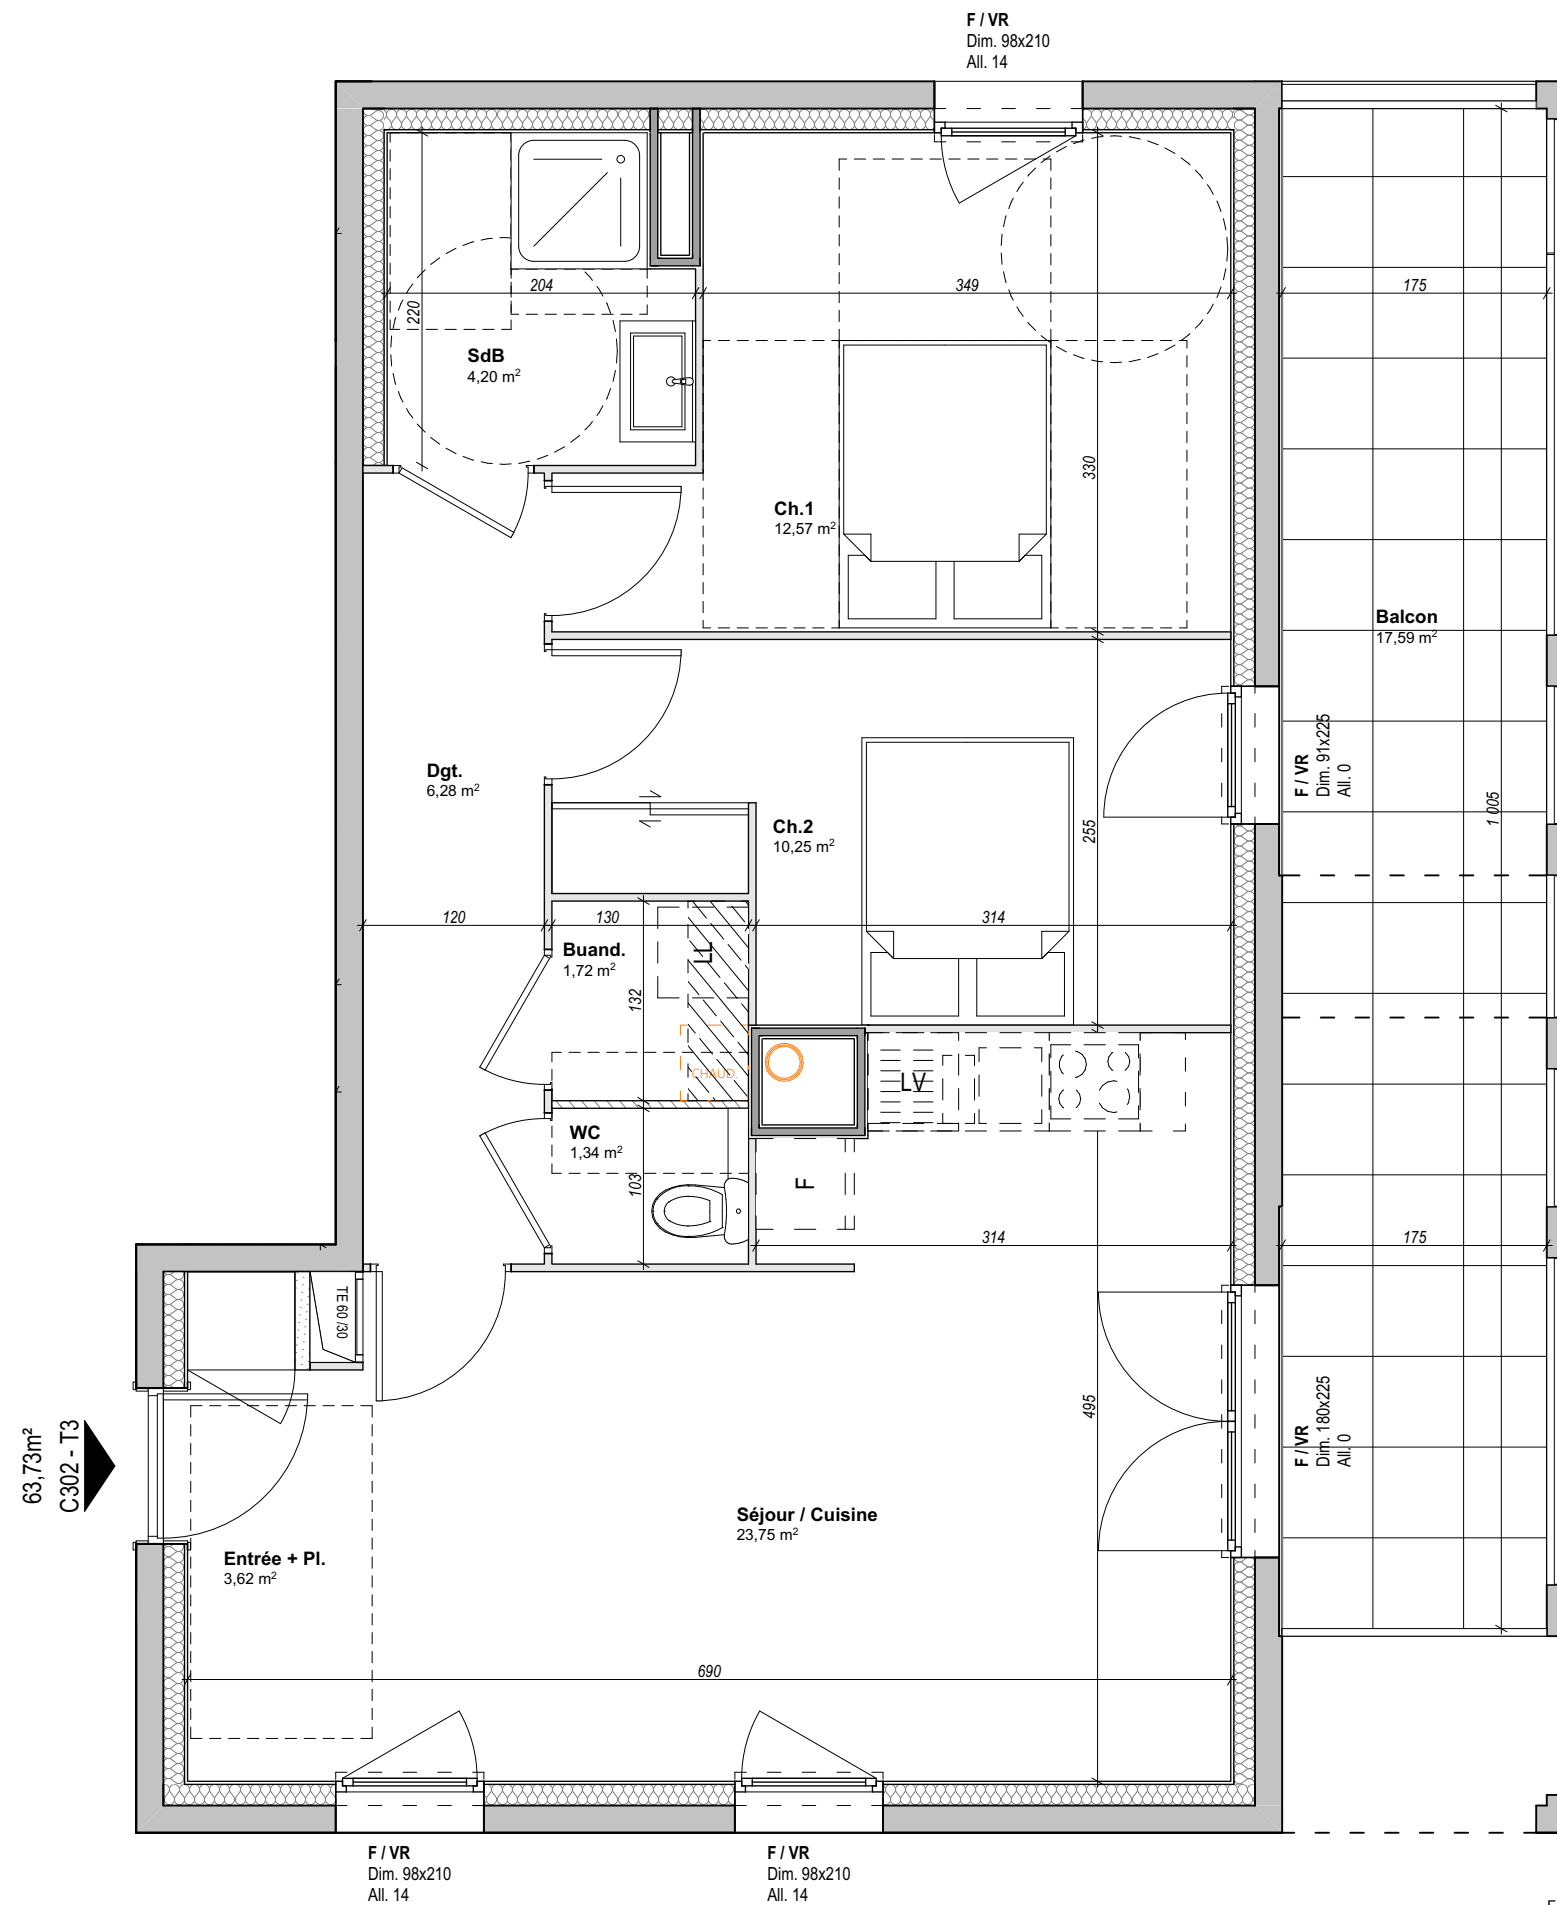 F / VR
Dim. 98x210
All. 14
204
349
175
220
SdB
4,20 m²
330
Ch.1
12,57 m²
Balcon
17,59 m²
F / VR
Dim. 91x225
All. 0
Dgt.
6,28 m²
1 005
Ch.2
10,25 m²
255
120
130
314
Buand.
1,72 m²
LL
132
CHAUD.
LV
WC
1,34 m²
103
F
314
175
TE 60 /30
495
F / VR
Dim. 180x225
All. 0
63,73m²
C302 - T3
Séjour / Cuisine
23,75 m²
Entrée + Pl.
3,62 m²
690
F / VR
Dim. 98x210
All. 14
F / VR
Dim. 98x210
All. 14